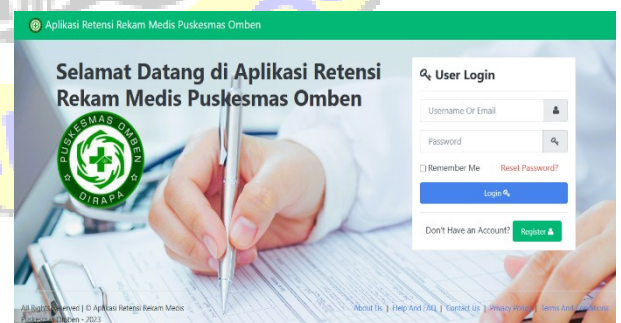 Aplikasi Retensi Rekam Medis Puskesmas Omben
Selamat Datang di Aplikasi Retensi
Rekam Medis Puskesmas Omben
PUSKESMAS OMBEN
DIRAPA
User Login
Username Or Email
Password
Remember Me Reset Password?
Login
Don't Have an Account? Register
All Rights Reserved | © Aplikasi Retensi Rekam Medis
Puskesmas Omben - 2023
About Us | Help And FAQ | Contact Us | Privacy Policy | Terms And Conditions